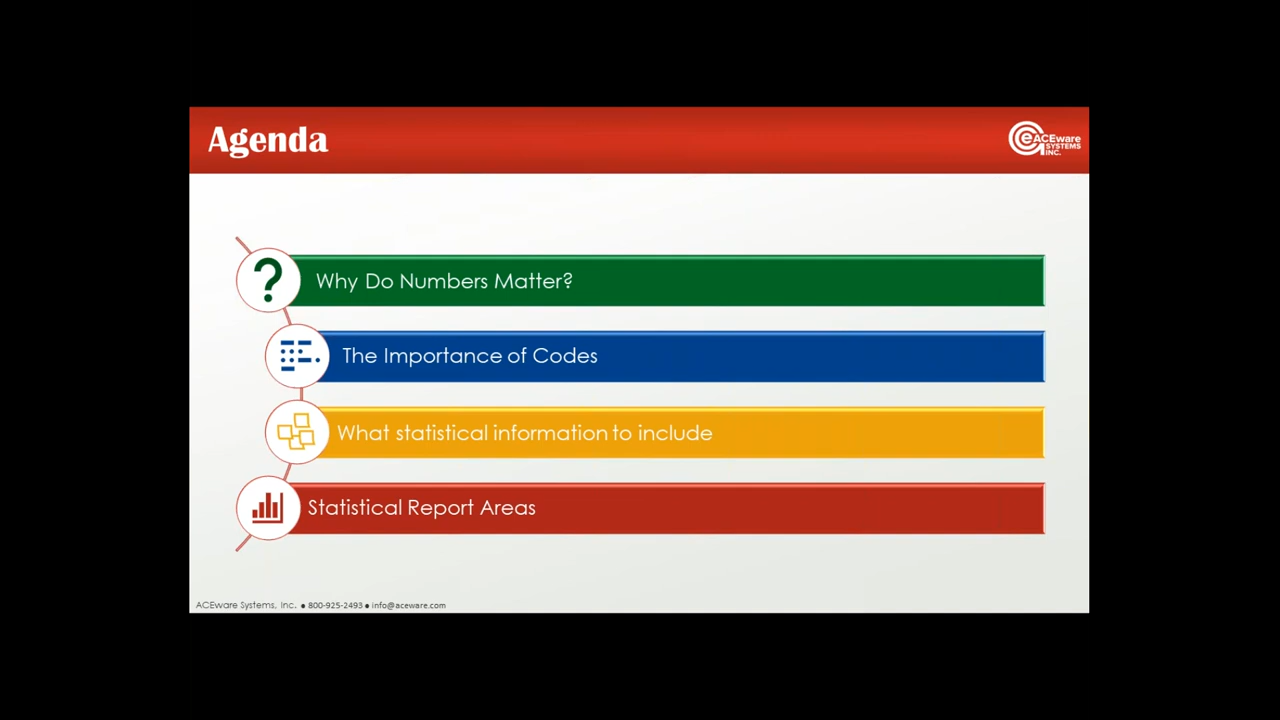 Agenda
eACEware
SYSTEMS
INC.
?
Why Do Numbers Matter?
The Importance of Codes
What statistical information to include
Statistical Report Areas
ACEware Systems, Inc. ● 800-925-2493 ● info@aceware.com